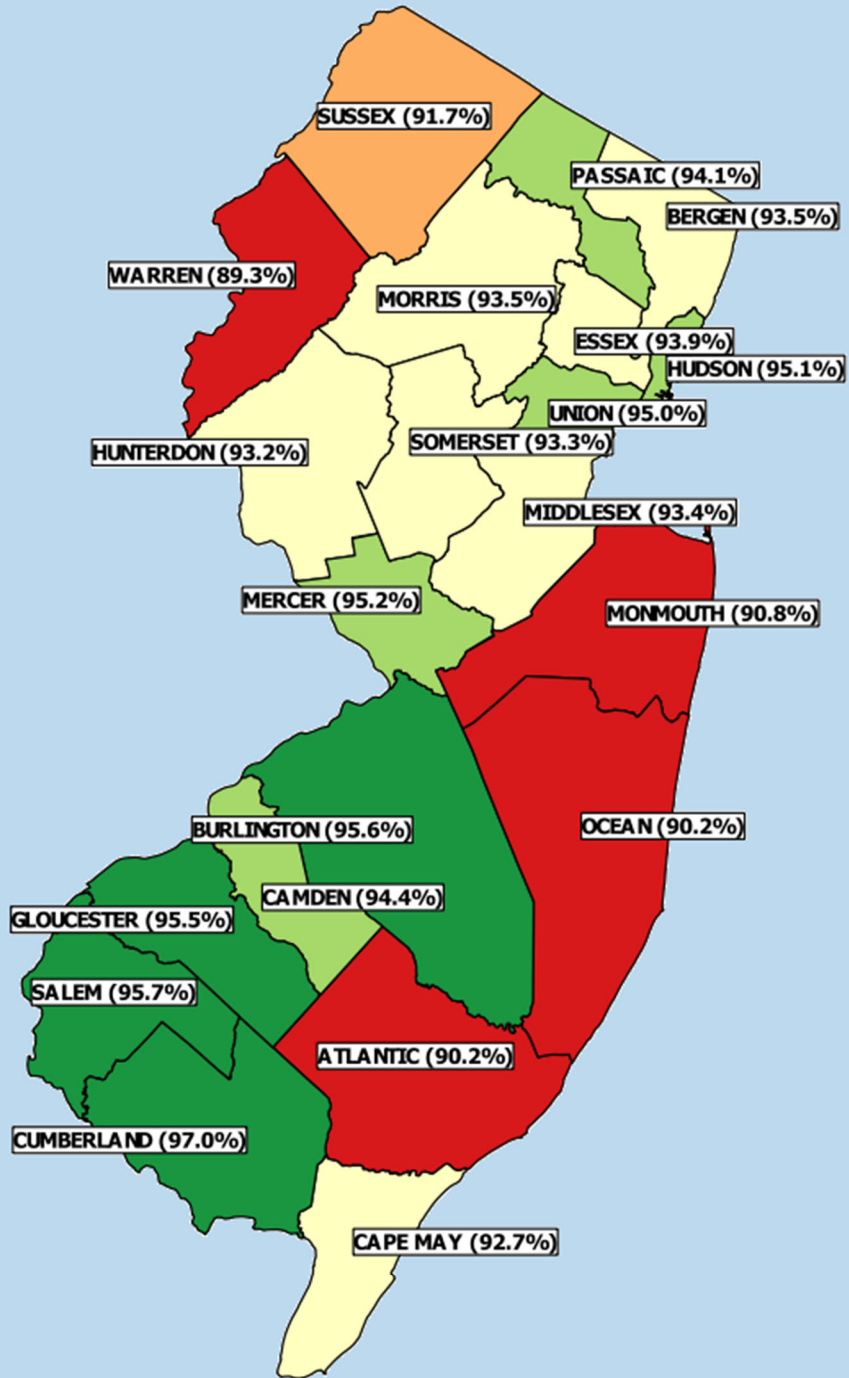 SUSSEX (91.7%)
PASSAIC (94.1%)
BERGEN (93.5%)
WARREN (89.3%)
MORRIS (93.5%)
ESSEX (93.9%)
HUDSON (95.1%)
UNION (95.0%)
SOMERSET (93.3%)
HUNTERDON (93.2%)
MIDDLESEX (93.4%)
MERCER (95.2%)
MONMOUTH (90.8%)
OCEAN (90.2%)
BURLINGTON (95.6%)
CAMDEN (94.4%)
GLOUCESTER (95.5%)
SALEM (95.7%)
ATLANTIC (90.2%)
CUMBERLAND (97.0%)
CAPE MAY (92.7%)